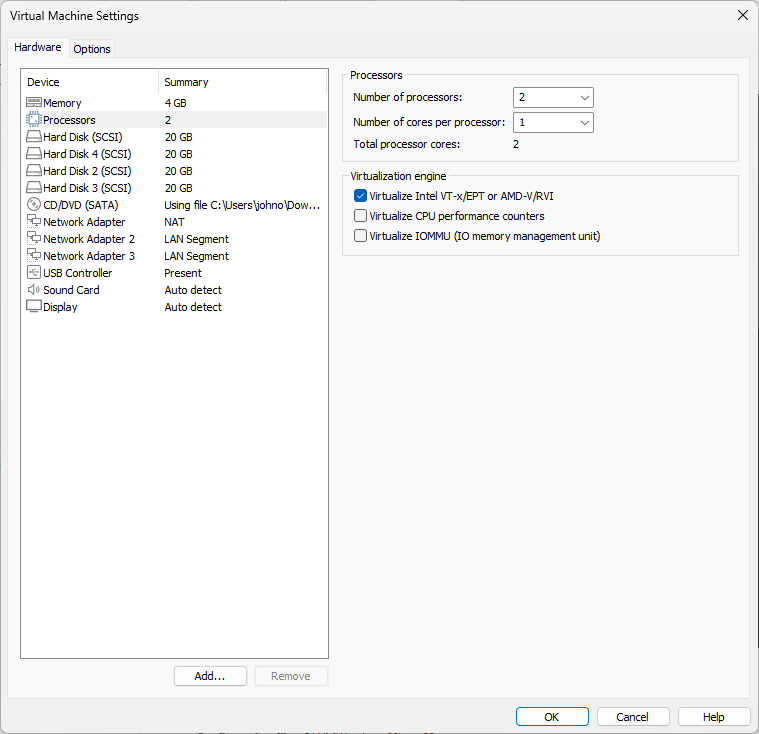 Virtual Machine Settings
Hardware Options
Device Summary
Memory 4 GB
Processors 2
Hard Disk (SCSI) 20 GB
Hard Disk 4 (SCSI) 20 GB
Hard Disk 2 (SCSI) 20 GB
Hard Disk 3 (SCSI) 20 GB
CD/DVD (SATA) Using file C:\Users\johno\Dow...
Network Adapter NAT
Network Adapter 2 LAN Segment
Network Adapter 3 LAN Segment
USB Controller Present
Sound Card Auto detect
Display Auto detect
Add... Remove
Processors
Number of processors: 2
Number of cores per processor: 1
Total processor cores: 2
Virtualization engine
Virtualize Intel VT-x/EPT or AMD-V/RVI
Virtualize CPU performance counters
Virtualize IOMMU (IO memory management unit)
OK Cancel Help